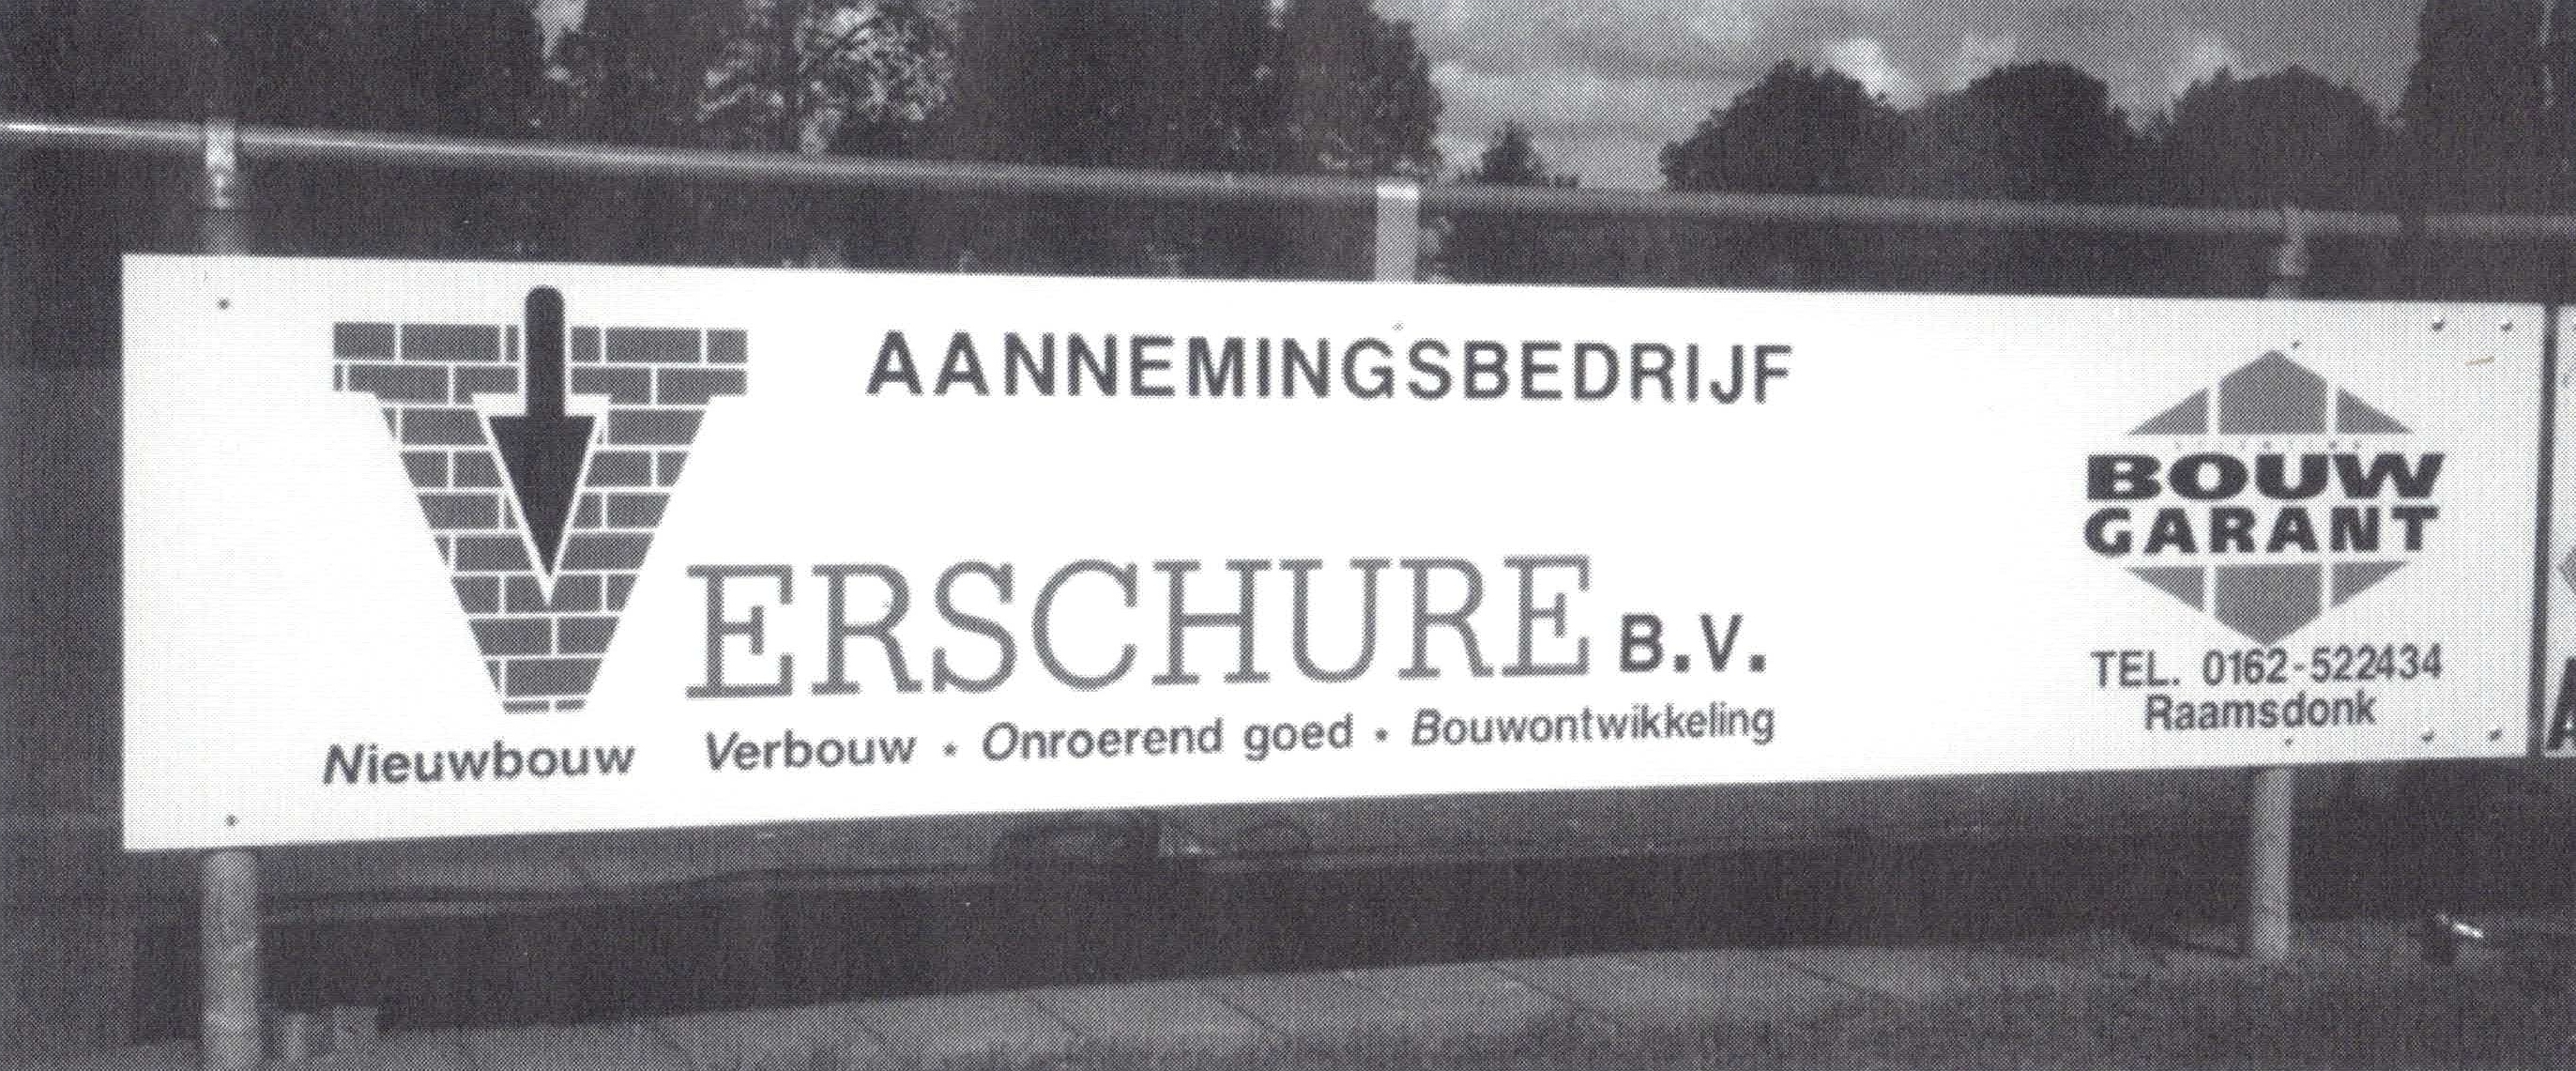 AANNEMINGSBEDRIJF
VERSCHURE B.V.
Nieuwbouw Verbouw • Onroerend goed • Bouwontwikkeling
BOUW
GARANT
TEL. 0162-522434
Raamsdonk